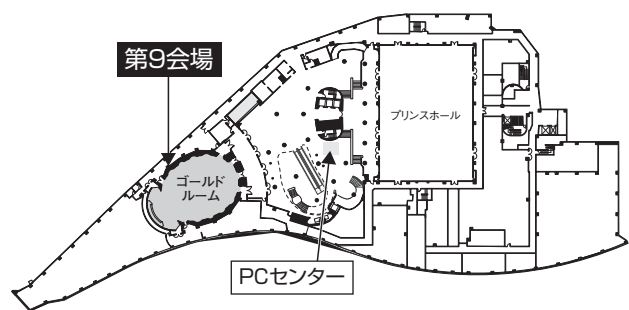 第9会場
プリンスホール
ゴールド
ルーム
PCセンター